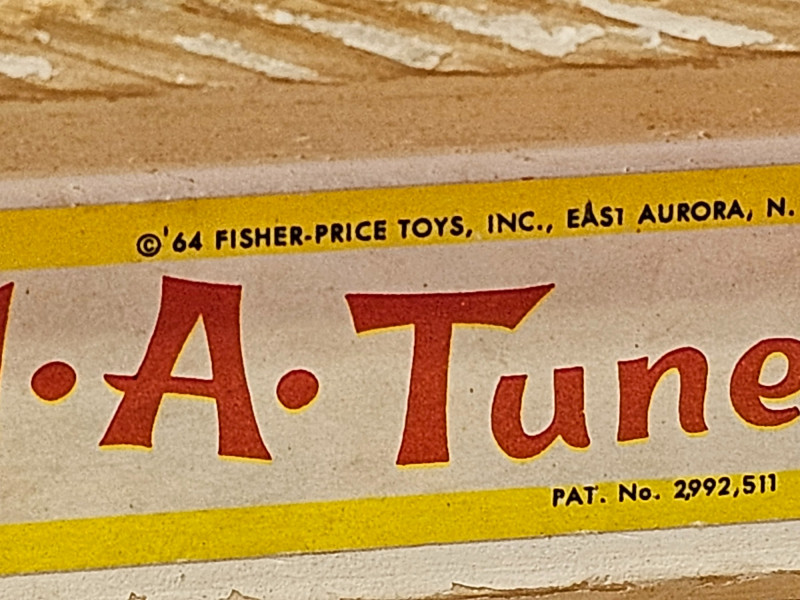 ©'64 FISHER-PRICE TOYS, INC., EAST AURORA, N.
·A·Tune
PAT. No. 2,992,511